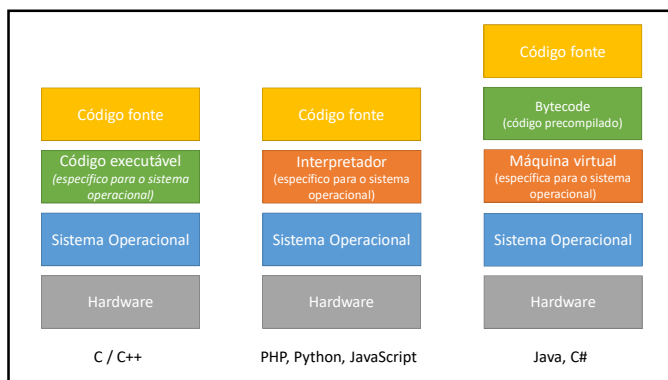 Código fonte
Código executável
(específico para o sistema
operacional)
Sistema Operacional
Hardware
C / C++
Código fonte
Interpretador
(específico para o sistema
operacional)
Sistema Operacional
Hardware
PHP, Python, JavaScript
Código fonte
Bytecode
(código precompilado)
Máquina virtual
(específica para o sistema
operacional)
Sistema Operacional
Hardware
Java, C#